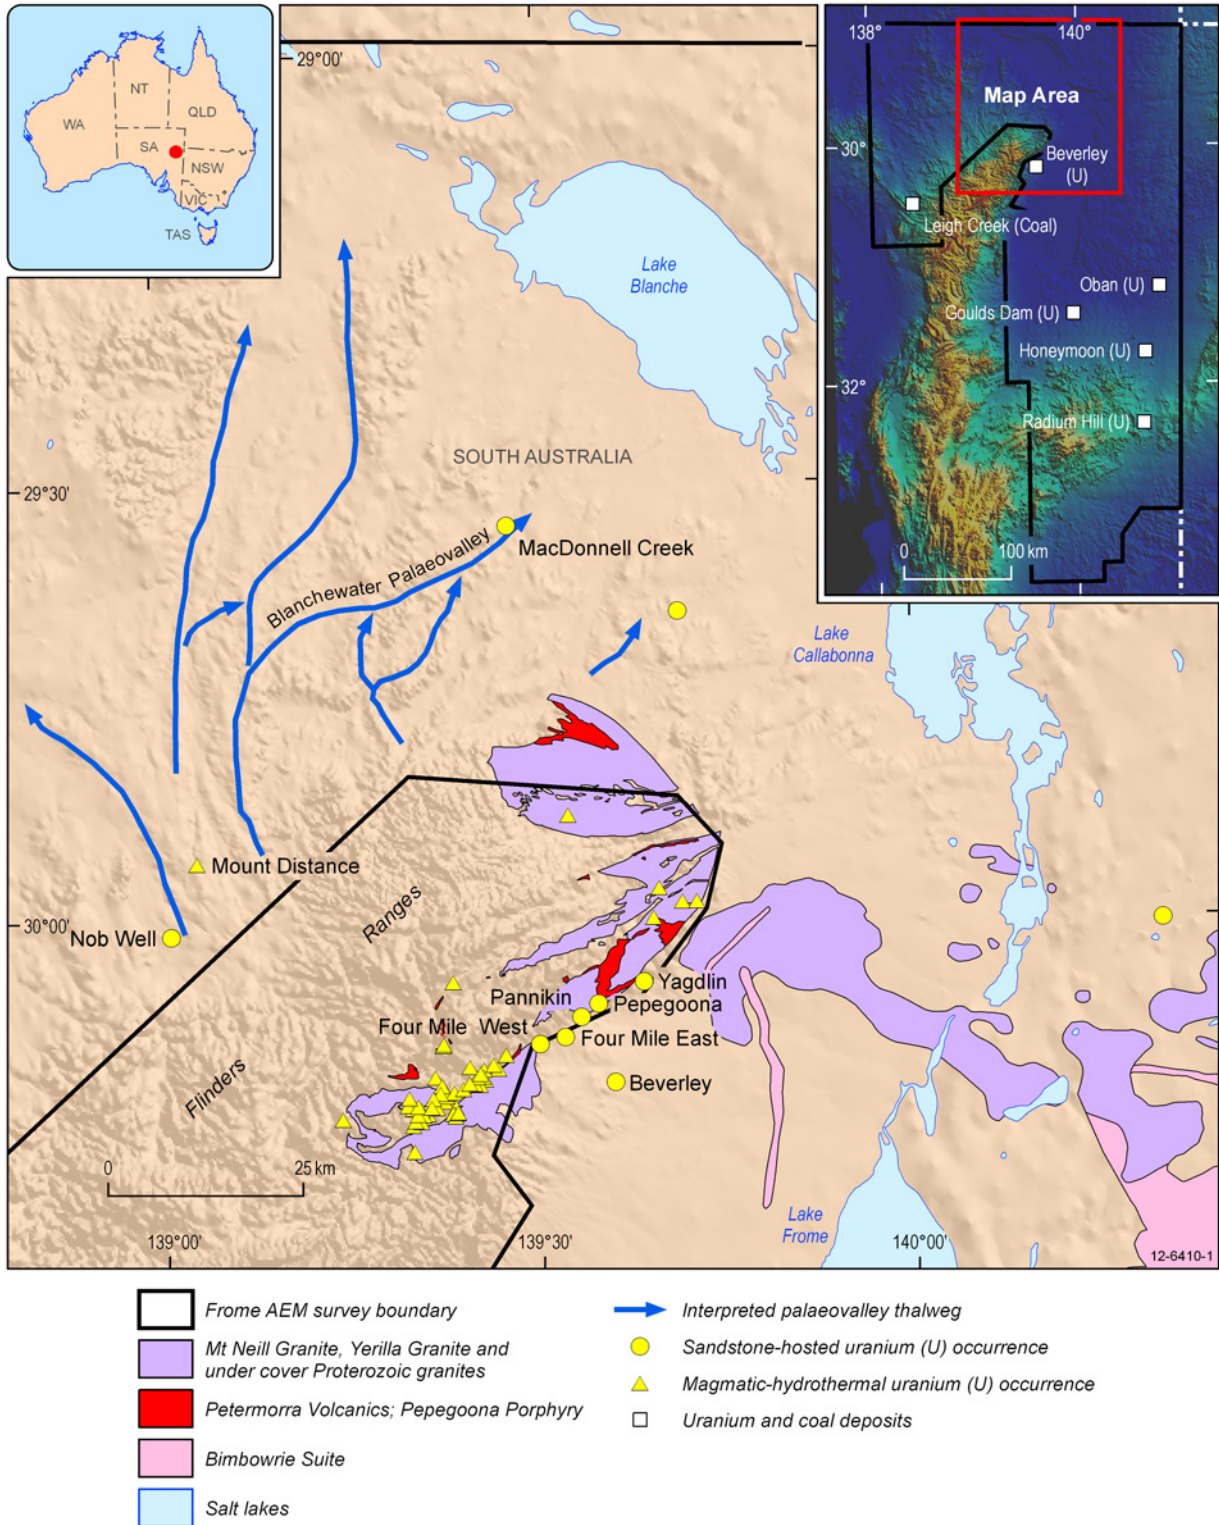 NT
WA
QLD
SA
NSW
VIC
TAS
29°00'
138°
140°
Map Area
30°
Beverley
(U)
Leigh Creek (Coal)
Oban (U)
Goulds Dam (U)
Honeymoon (U)
32°
Radium Hill (U)
0
100 km
Lake
Blanche
SOUTH AUSTRALIA
29°30'
MacDonnell Creek
Blanchewater Palaeovalley
Lake
Callabonna
Mount Distance
Ranges
30°00'
Nob Well
Yagdlin
Pannikin
Pepegoona
Four Mile West
Four Mile East
Beverley
Flinders
0
25 km
Lake
Frome
139°00'
139°30'
140°00'
12-6410-1
Frome AEM survey boundary
Mt Neill Granite, Yerilla Granite and
under cover Proterozoic granites
Petermorra Volcanics; Pepegoona Porphyry
Bimbowrie Suite
Salt lakes
Interpreted palaeovalley thalweg
Sandstone-hosted uranium (U) occurrence
Magmatic-hydrothermal uranium (U) occurrence
Uranium and coal deposits